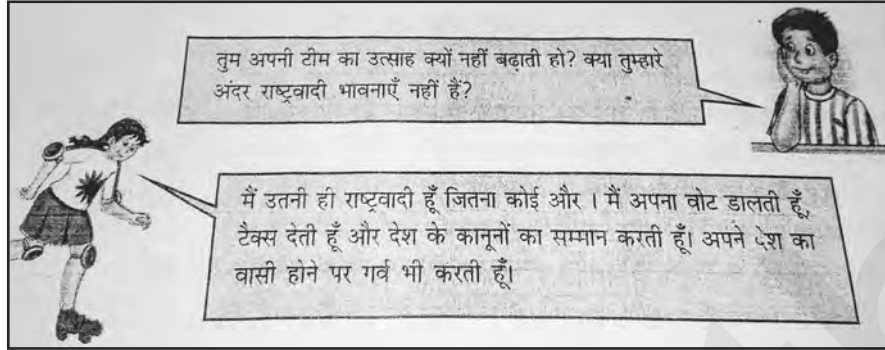 तुम अपनी टीम का उत्साह क्यों नहीं बढ़ाती हो? क्या तुम्हारे
अंदर राष्ट्रवादी भावनाएँ नहीं हैं?
मैं उतनी ही राष्ट्रवादी हूँ जितना कोई और । मैं अपना वोट डालती हूँ,
टैक्स देती हूँ और देश के कानूनों का सम्मान करती हूँ। अपने देश का
वासी होने पर गर्व भी करती हूँ।